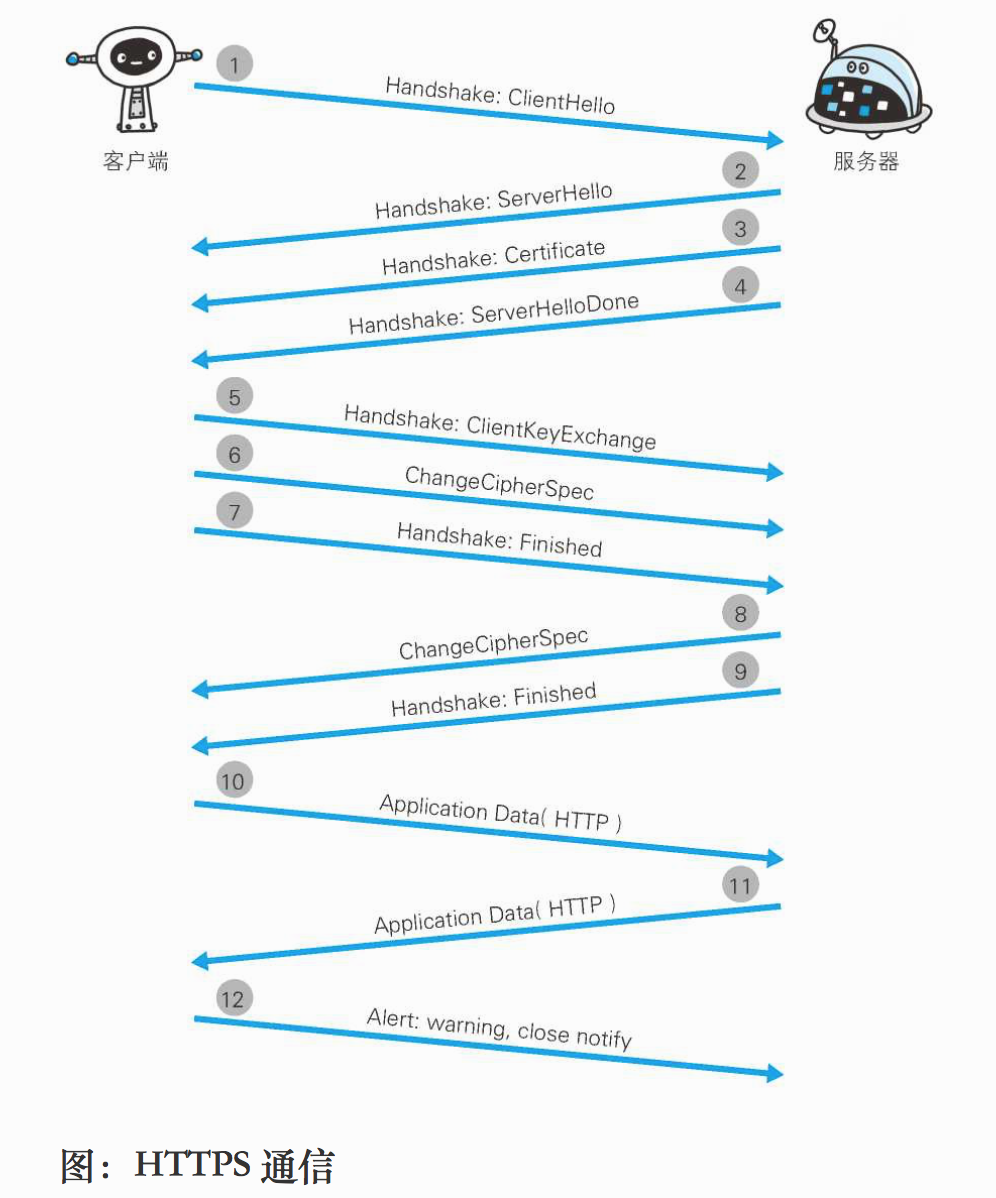 1
Handshake: ClientHello
客户端
服务器
2
Handshake: ServerHello
3
Handshake: Certificate
4
Handshake: ServerHelloDone
5
Handshake: ClientKeyExchange
6
ChangeCipherSpec
7
Handshake: Finished
8
ChangeCipherSpec
9
Handshake: Finished
10
Application Data( HTTP )
11
Application Data( HTTP )
12
Alert: warning, close notify
图：HTTPS 通信